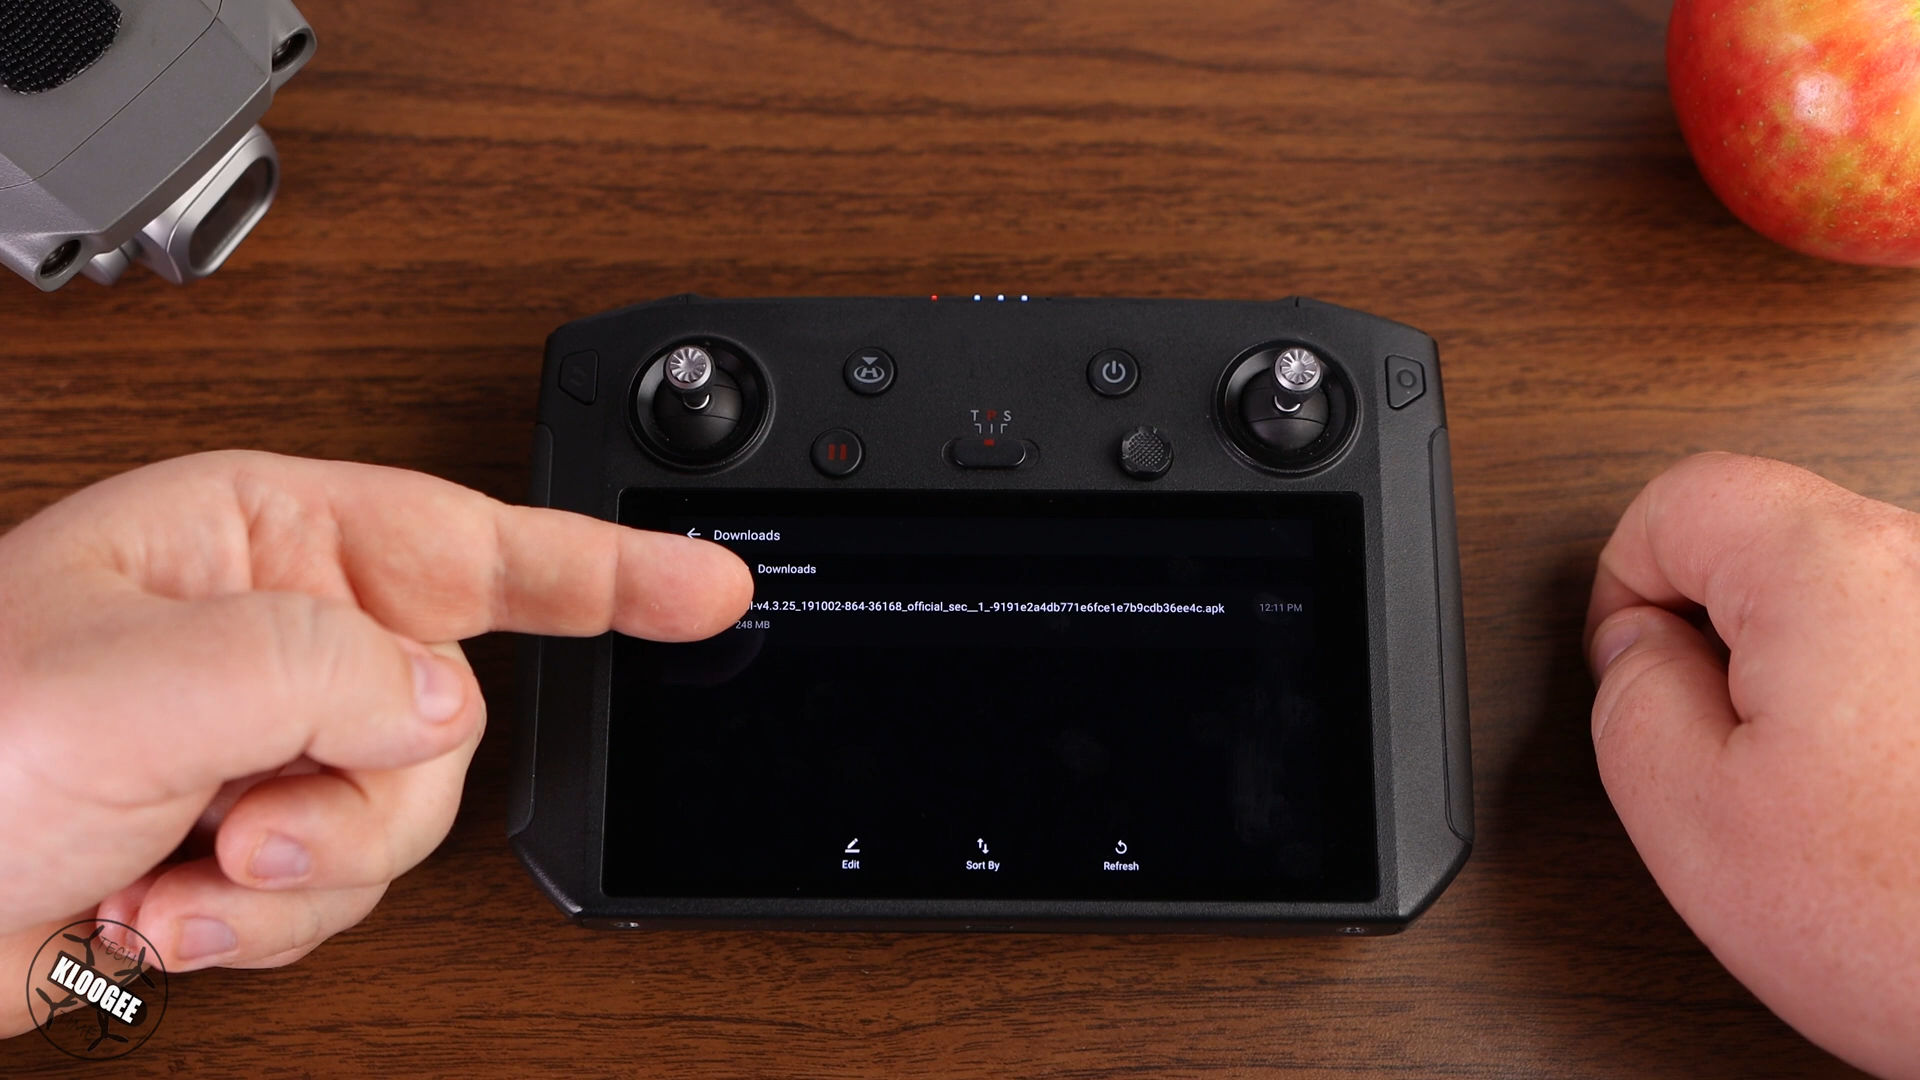 T P S
Downloads
Downloads
-v4.3.25_191002-864-36168_official_sec__1_-9191e2a4db771e6fce1e7b9cdb36ee4c.apk
12:11 PM
248 MB
Edit
Sort By
Refresh
TECH
KLOOGEE